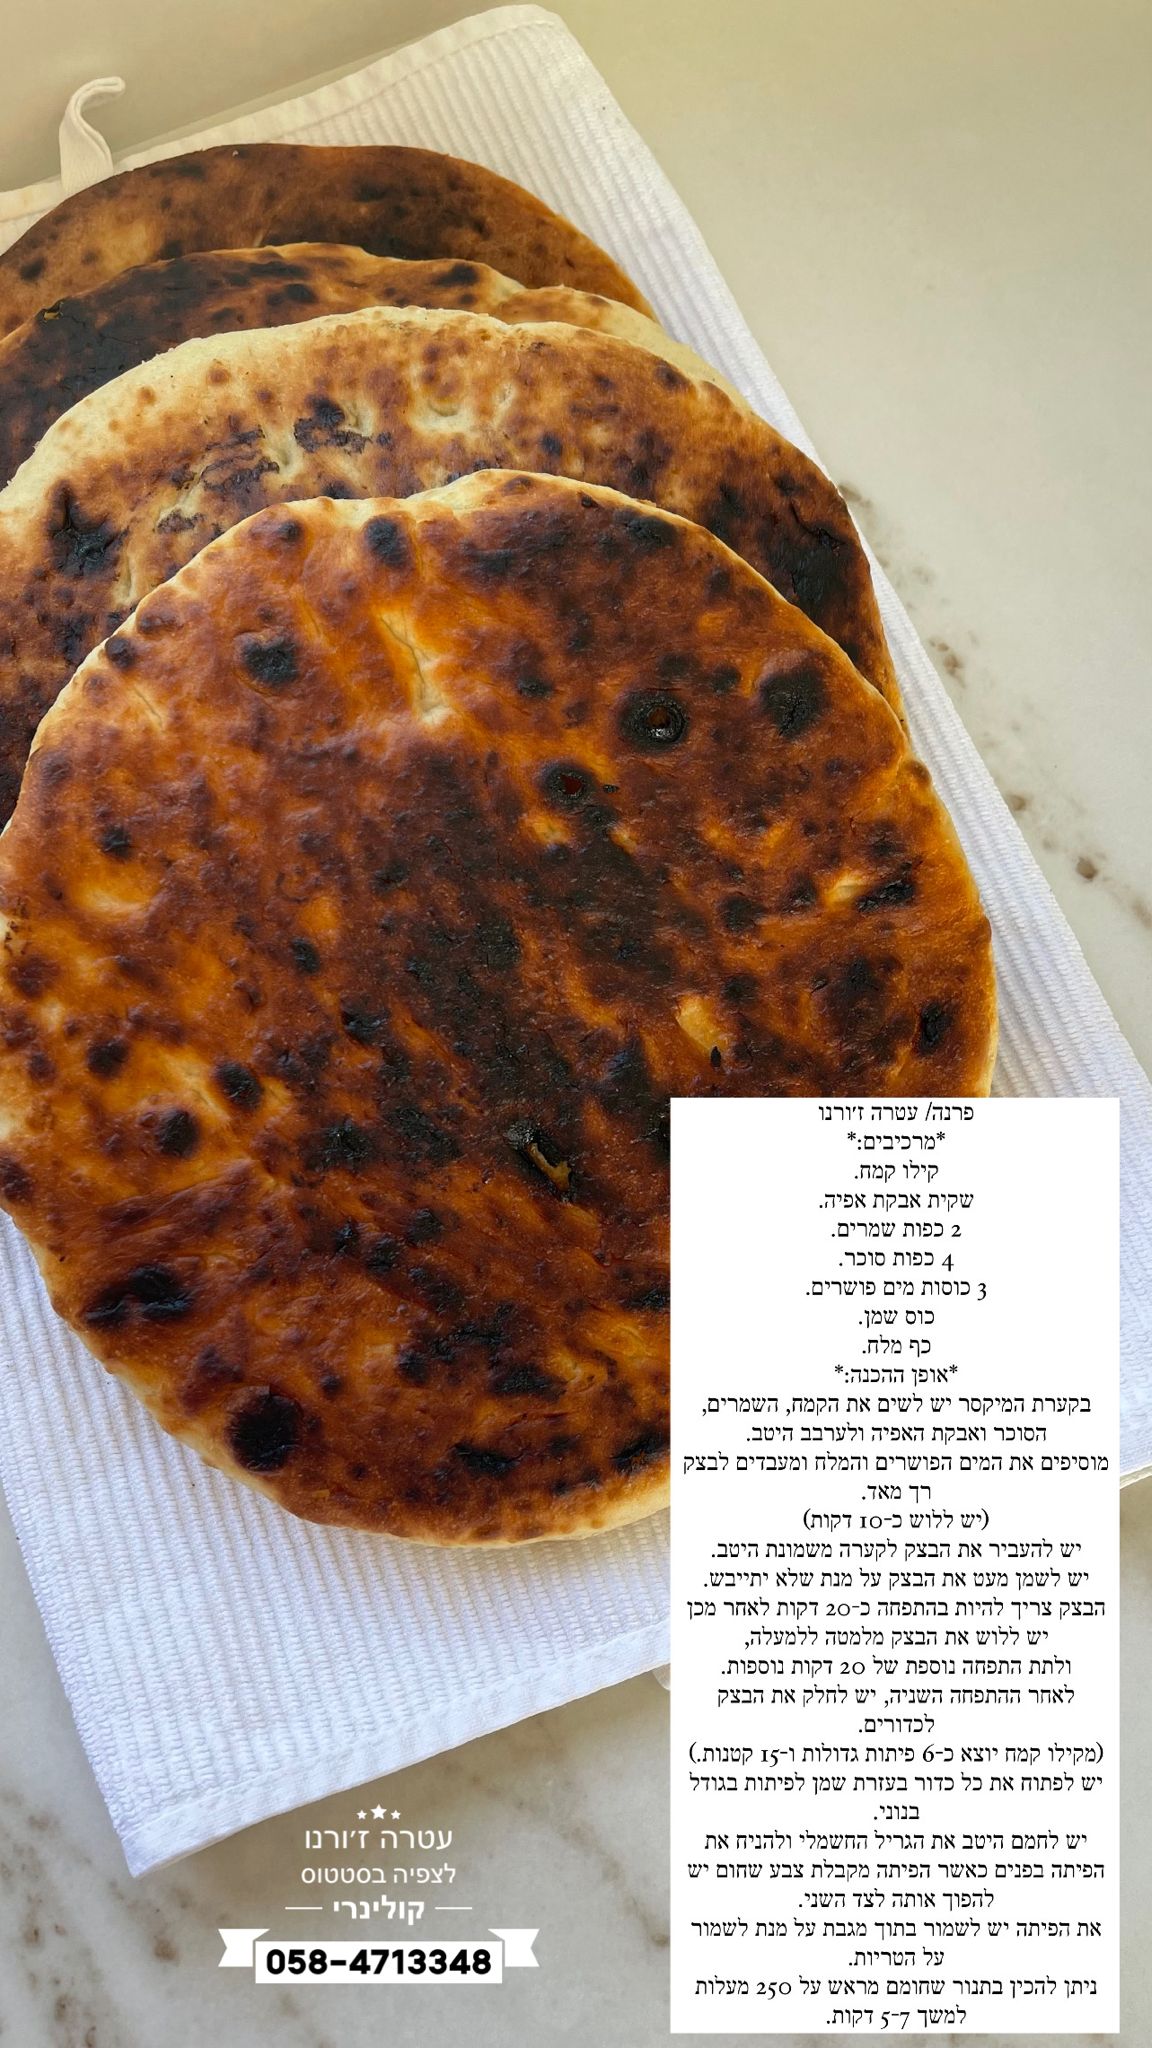 פרנה/ עטרה ז׳ורנו
*מרכיבים:*
קילו קמח.
שקית אבקת אפיה.
2 כפות שמרים.
4 כפות סוכר.
3 כוסות מים פושרים.
כוס שמן.
כף מלח.
*אופן ההכנה:*
בקערת המיקסר יש לשים את הקמח, השמרים,
הסוכר ואבקת האפיה ולערבב היטב.
מוסיפים את המים הפושרים והמלח ומעבדים לבצק
רך מאד.
(יש ללוש כ-10 דקות)
יש להעביר את הבצק לקערה משמונת היטב.
יש לשמן מעט את הבצק על מנת שלא יתייבש.
הבצק צריך להיות בהתפחה כ-20 דקות לאחר מכן
יש ללוש את הבצק מלמטה ללמעלה,
ולתת התפחה נוספת של 20 דקות נוספות.
לאחר ההתפחה השניה, יש לחלק את הבצק
לכדורים.
(מקילו קמח יוצא כ-6 פיתות גדולות ו-15 קטנות.)
יש לפתוח את כל כדור בעזרת שמן לפיתות בגודל
בנוני.
יש לחמם היטב את הגריל החשמלי ולהניח את
הפיתה בפנים כאשר הפיתה מקבלת צבע שחום יש
להפוך אותה לצד השני.
את הפיתה יש לשמור בתוך מגבת על מנת לשמור
על הטריות.
ניתן להכין בתנור שחומם מראש על 250 מעלות
למשך 5-7 דקות.
עטרה ז׳ורנו
לצפיה בסטטוס
קולינרי
058-4713348